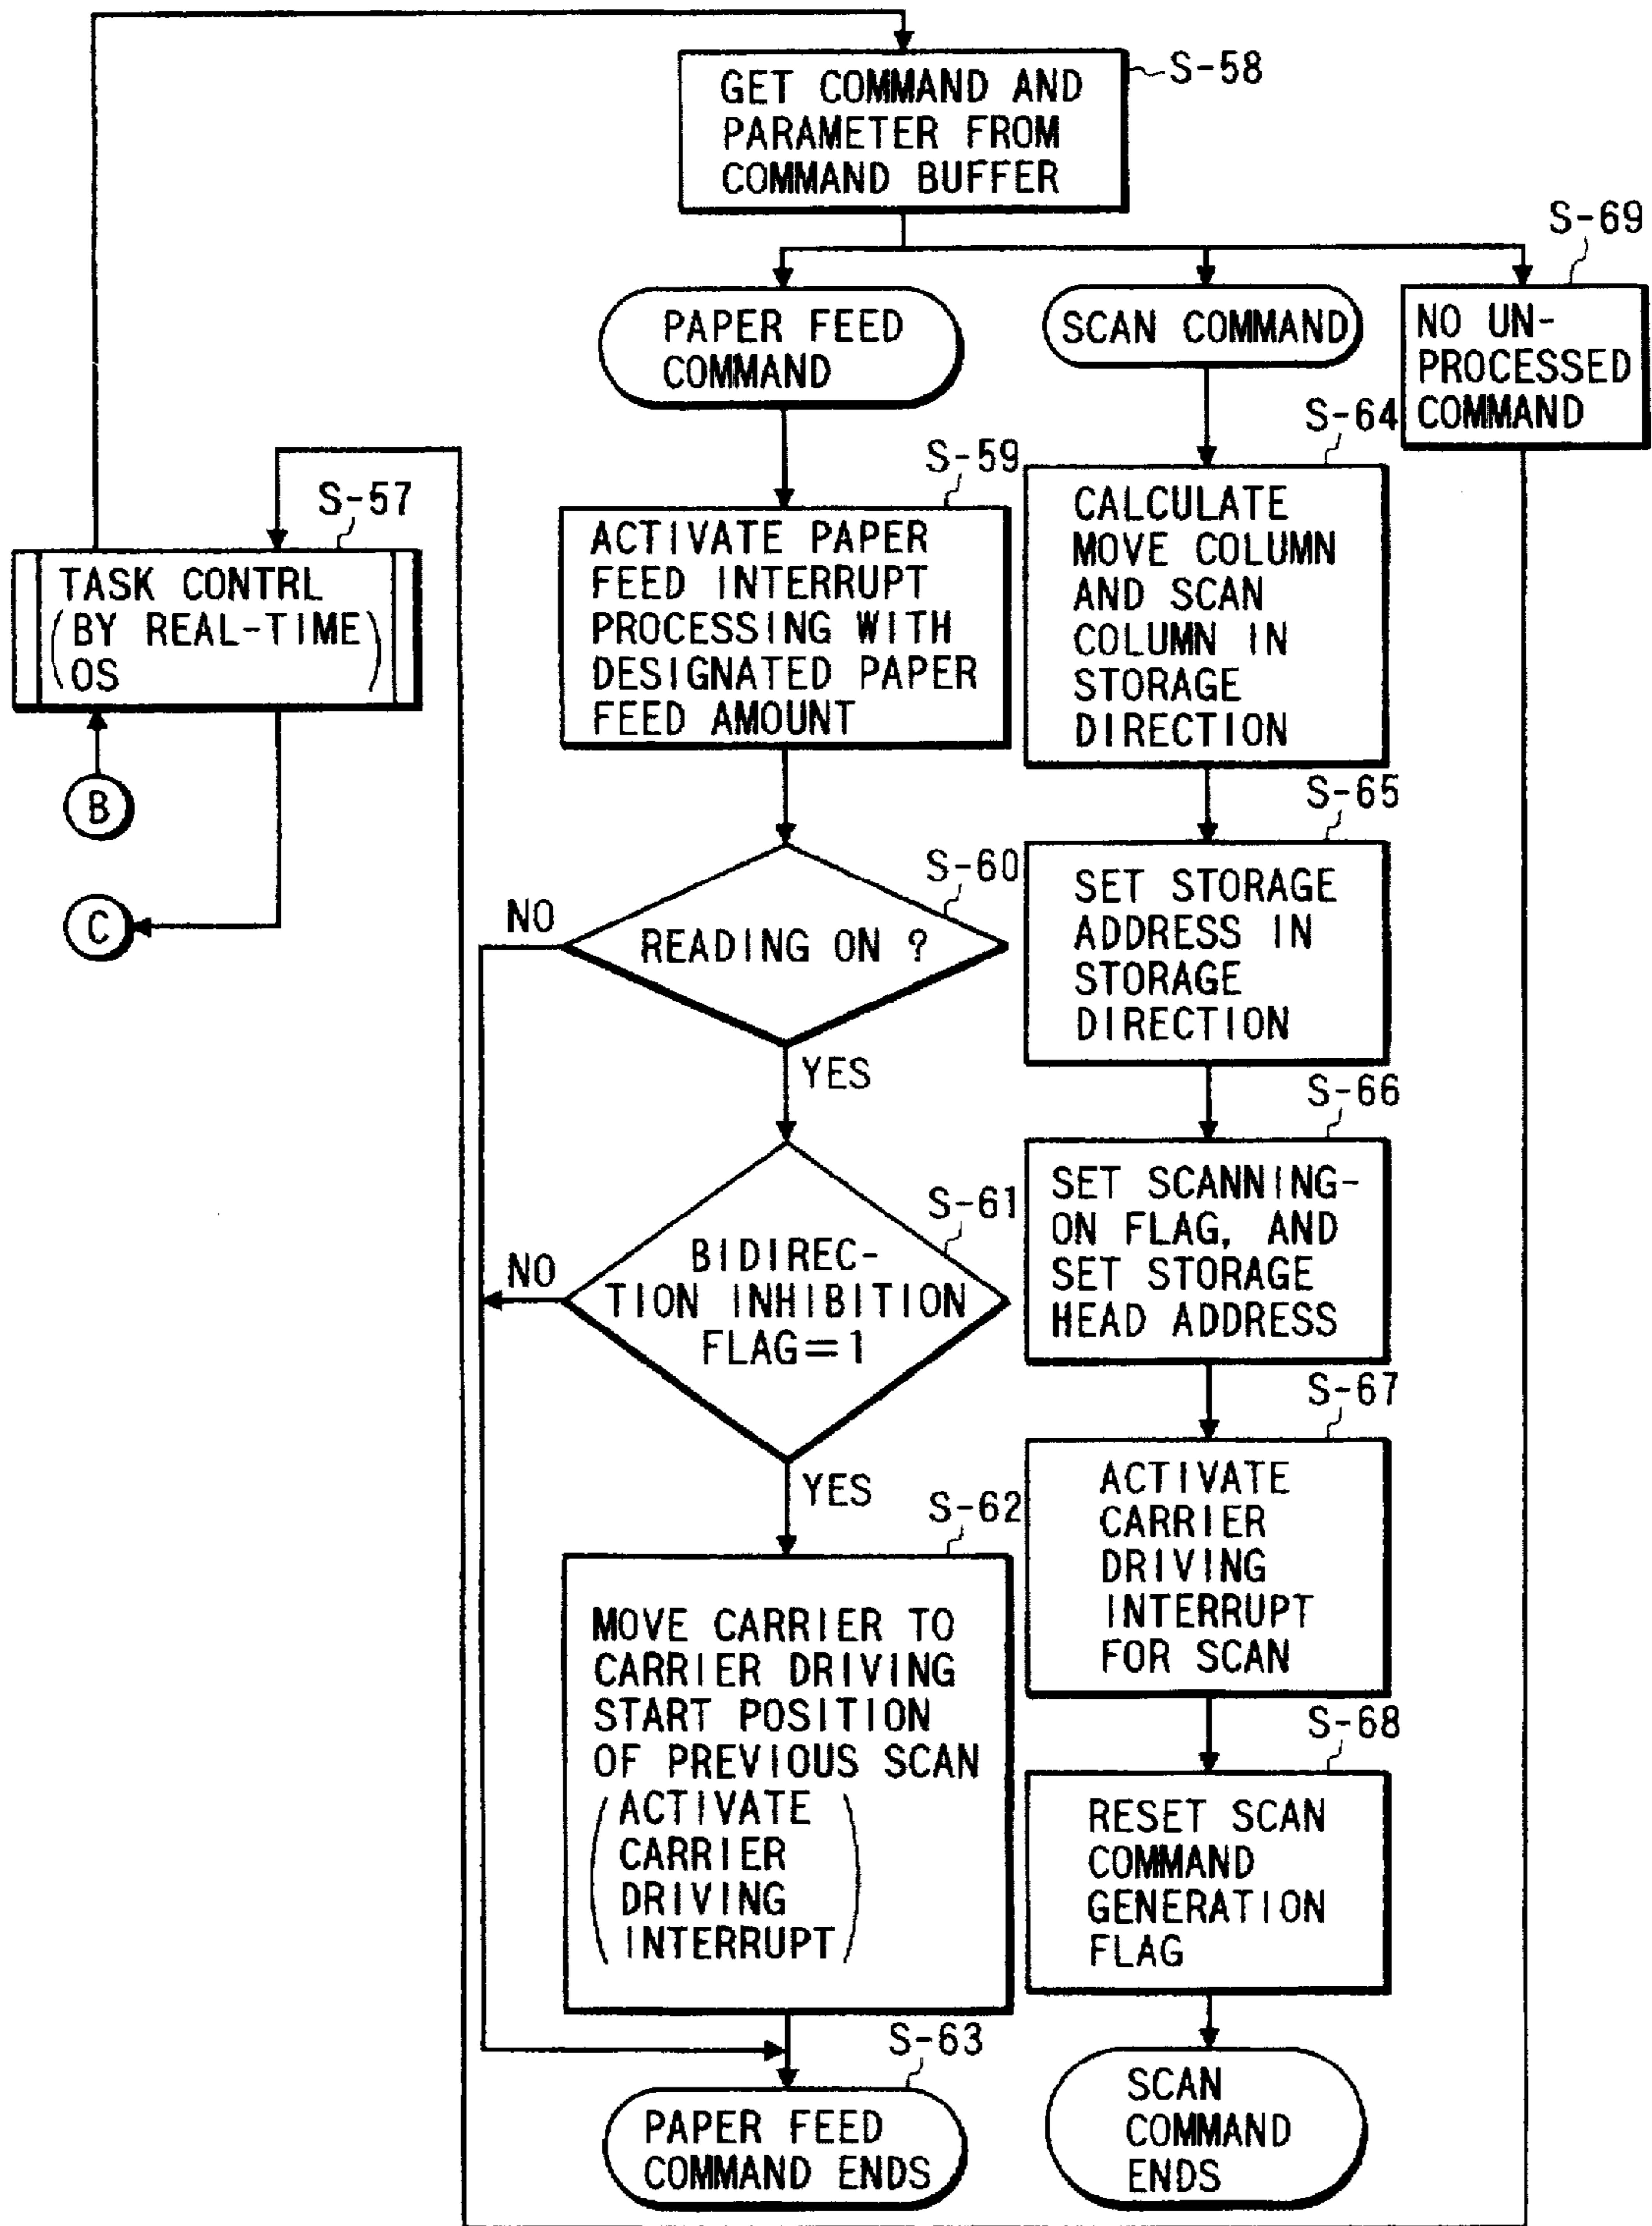 S-58
GET COMMAND AND
PARAMETER FROM
COMMAND BUFFER
S-69
NO UN-
PROCESSED
COMMAND
PAPER FEED
COMMAND
SCAN COMMAND
S-57
TASK CONTRL
(BY REAL-TIME)
OS
B
C
S-59
ACTIVATE PAPER
FEED INTERRUPT
PROCESSING WITH
DESIGNATED PAPER
FEED AMOUNT
S-60
READING ON ?
NO
YES
S-61
BIDIREC-
TION INHIBITION
FLAG=1
NO
YES
S-62
MOVE CARRIER TO
CARRIER DRIVING
START POSITION
OF PREVIOUS SCAN
(ACTIVATE
CARRIER
DRIVING
INTERRUPT)
S-63
PAPER FEED
COMMAND ENDS
S-64
CALCULATE
MOVE COLUMN
AND SCAN
COLUMN IN
STORAGE
DIRECTION
S-65
SET STORAGE
ADDRESS IN
STORAGE
DIRECTION
S-66
SET SCANNING-
ON FLAG, AND
SET STORAGE
HEAD ADDRESS
S-67
ACTIVATE
CARRIER
DRIVING
INTERRUPT
FOR SCAN
S-68
RESET SCAN
COMMAND
GENERATION
FLAG
SCAN
COMMAND
ENDS